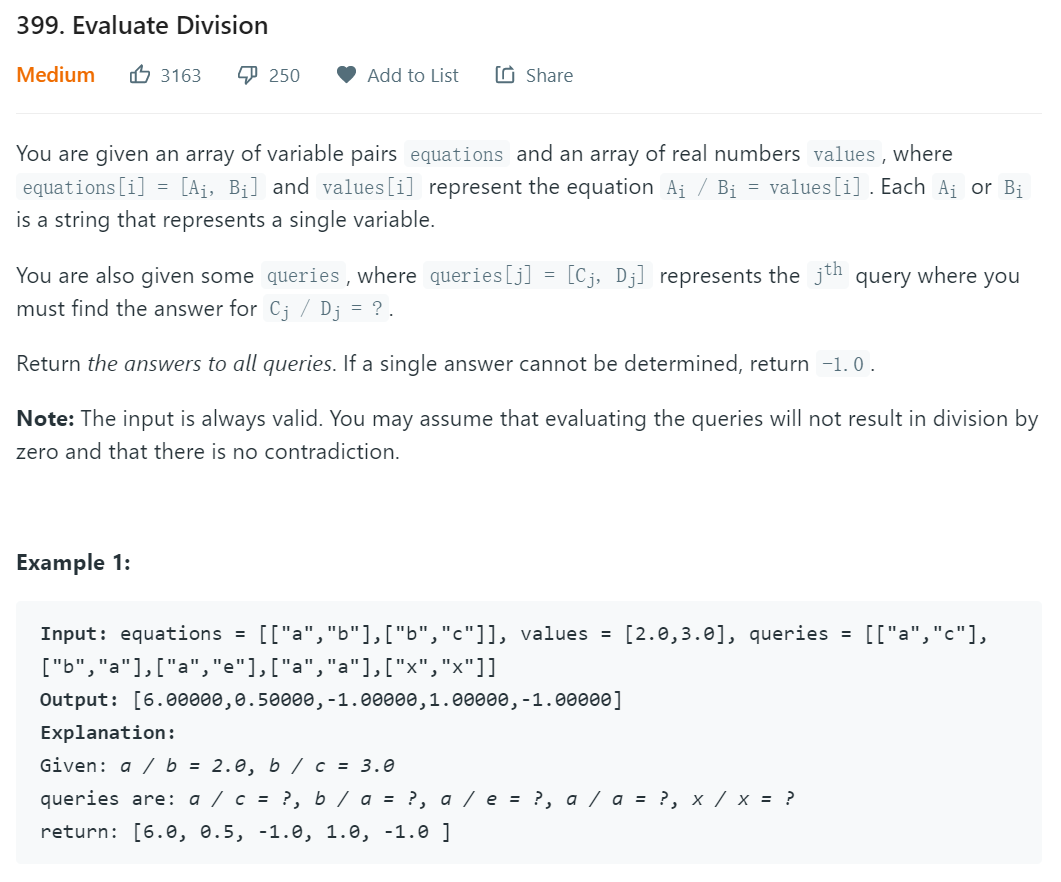 399. Evaluate Division
Medium 3163 250 Add to List Share
You are given an array of variable pairs equations and an array of real numbers values , where
equations[i] = [Aᵢ, Bᵢ] and values[i] represent the equation Aᵢ / Bᵢ = values[i] . Each Aᵢ or Bᵢ
is a string that represents a single variable.
You are also given some queries , where queries[j] = [Cⱼ, Dⱼ] represents the jᵗʰ query where you
must find the answer for Cⱼ / Dⱼ = ? .
Return the answers to all queries. If a single answer cannot be determined, return -1.0 .
Note: The input is always valid. You may assume that evaluating the queries will not result in division by
zero and that there is no contradiction.
Example 1:
Input: equations = [["a","b"],["b","c"]], values = [2.0,3.0], queries = [["a","c"],
["b","a"],["a","e"],["a","a"],["x","x"]]
Output: [6.00000,0.50000,-1.00000,1.00000,-1.00000]
Explanation:
Given: a / b = 2.0, b / c = 3.0
queries are: a / c = ?, b / a = ?, a / e = ?, a / a = ?, x / x = ?
return: [6.0, 0.5, -1.0, 1.0, -1.0 ]